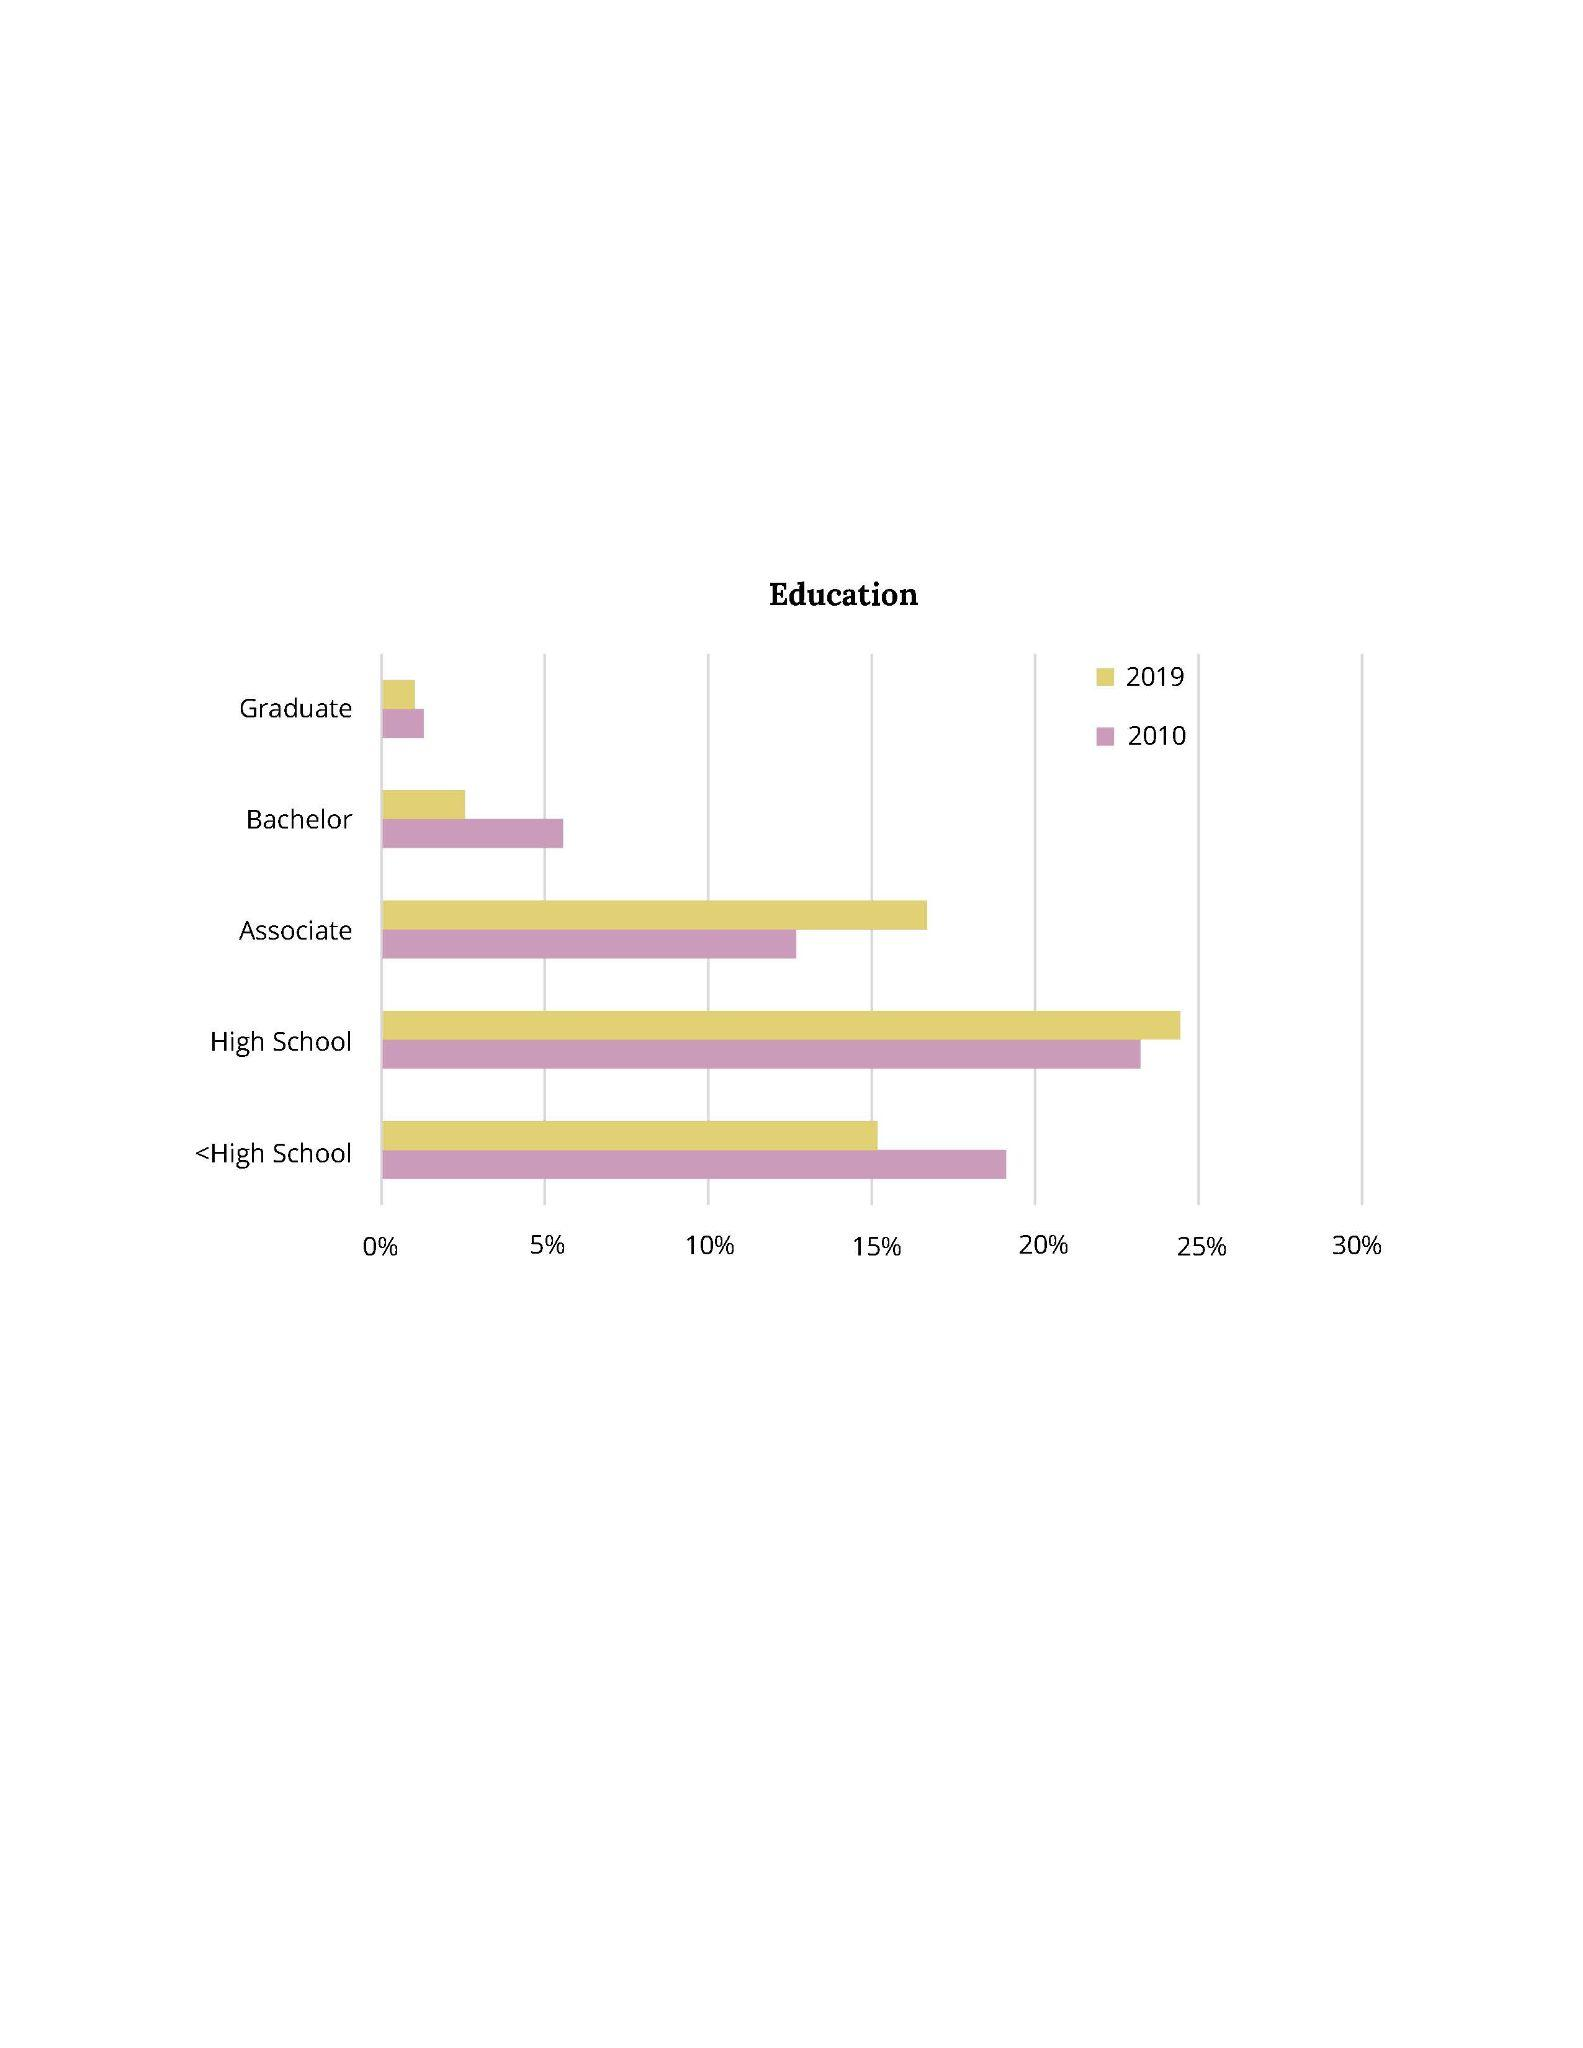 Education
2019
2010
Graduate
Bachelor
Associate
High School
<High School
0% 5% 10% 15% 20% 25% 30%